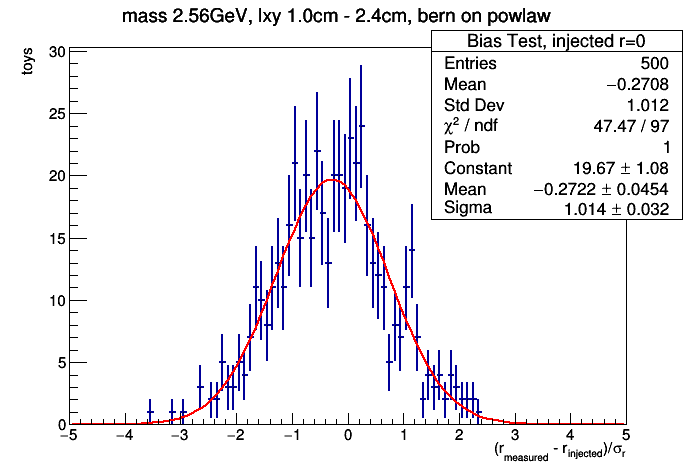 mass 2.56GeV, lxy 1.0cm - 2.4cm, bern on powlaw
toys
Bias Test, injected r=0
Entries 500
Mean −0.2708
Std Dev 1.012
χ² / ndf 47.47 / 97
Prob 1
Constant 19.67 ± 1.08
Mean −0.2722 ± 0.0454
Sigma 1.014 ± 0.032
30
25
20
15
10
5
0
−5 −4 −3 −2 −1 0 1 2 3 4 5
(r_measured - r_injected)/σ_r